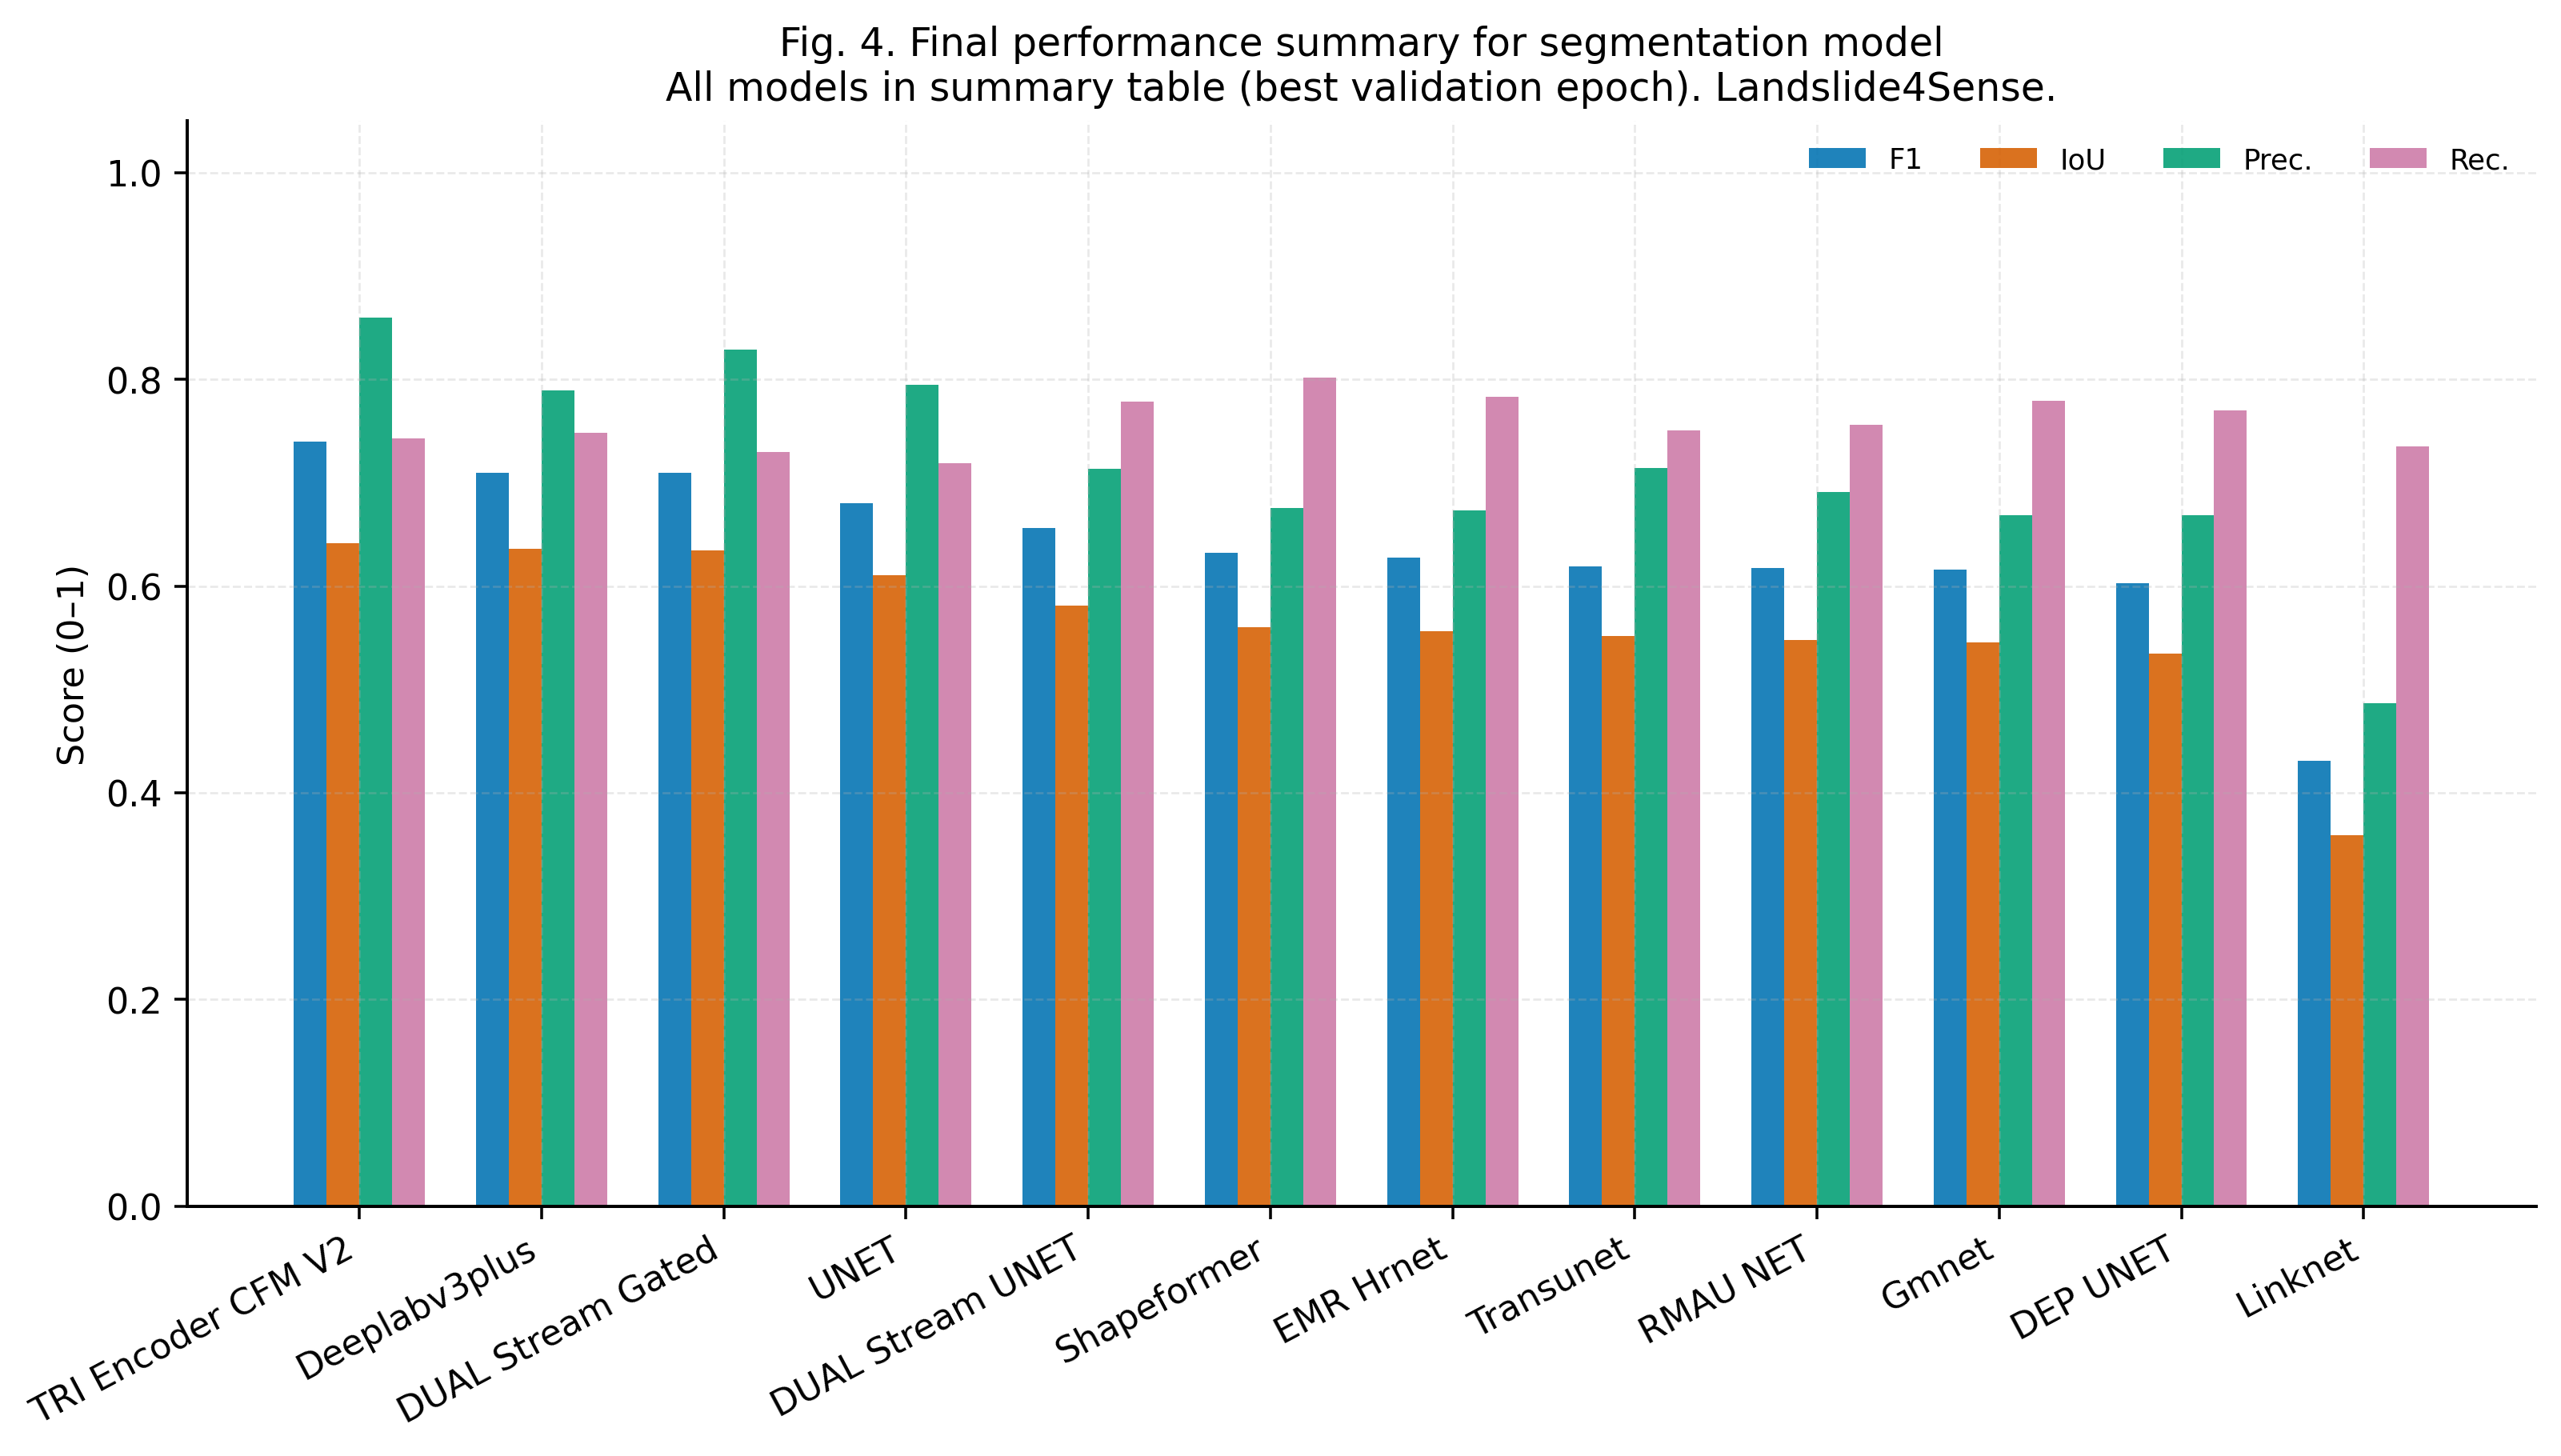 Fig. 4. Final performance summary for segmentation model
All models in summary table (best validation epoch). Landslide4Sense.
F1 IoU Prec. Rec.
Score (0–1)
1.0
0.8
0.6
0.4
0.2
0.0
TRI Encoder CFM V2
Deeplabv3plus
DUAL Stream Gated
UNET
DUAL Stream UNET
Shapeformer
EMR Hrnet
Transunet
RMAU NET
Gmnet
DEP UNET
Linknet